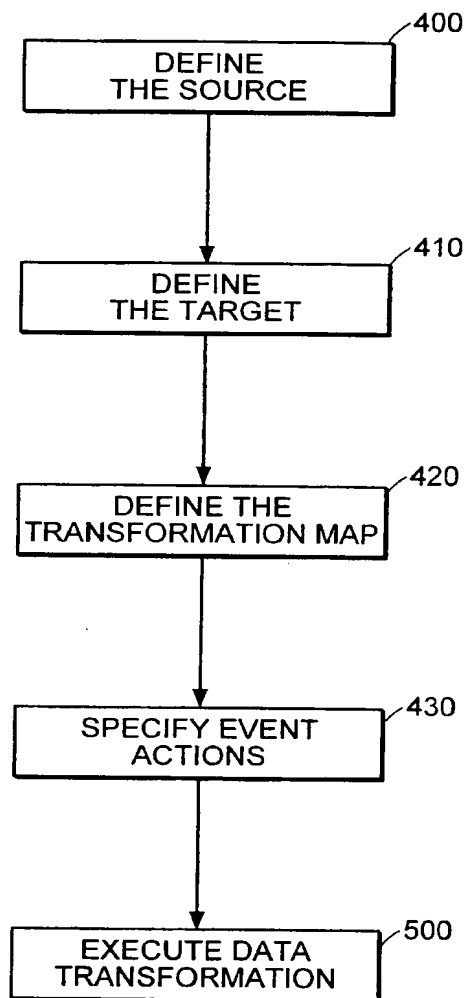 400
DEFINE
THE SOURCE
410
DEFINE
THE TARGET
420
DEFINE THE
TRANSFORMATION MAP
430
SPECIFY EVENT
ACTIONS
500
EXECUTE DATA
TRANSFORMATION